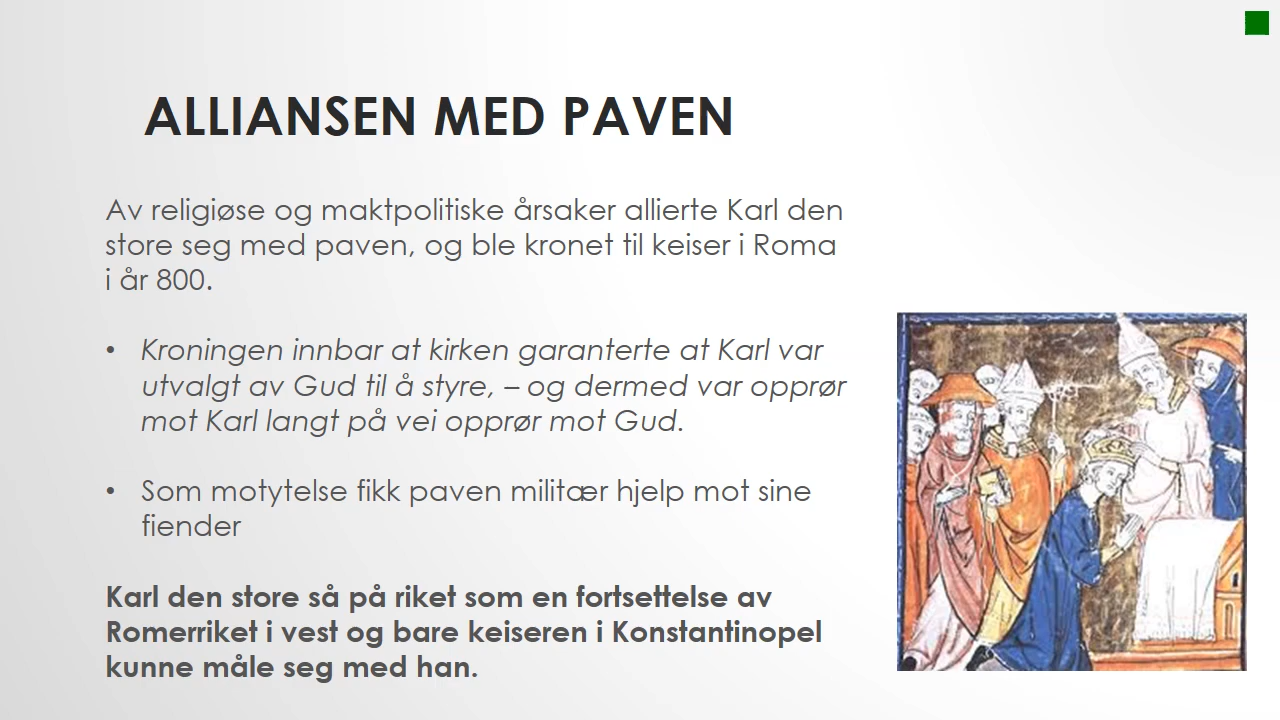 ALLIANSEN MED PAVEN
Av religiøse og maktpolitiske årsaker allierte Karl den
store seg med paven, og ble kronet til keiser i Roma
i år 800.
• Kroningen innbar at kirken garanterte at Karl var
utvalgt av Gud til å styre, – og dermed var opprør
mot Karl langt på vei opprør mot Gud.
• Som motytelse fikk paven militær hjelp mot sine
fiender
Karl den store så på riket som en fortsettelse av
Romerriket i vest og bare keiseren i Konstantinopel
kunne måle seg med han.